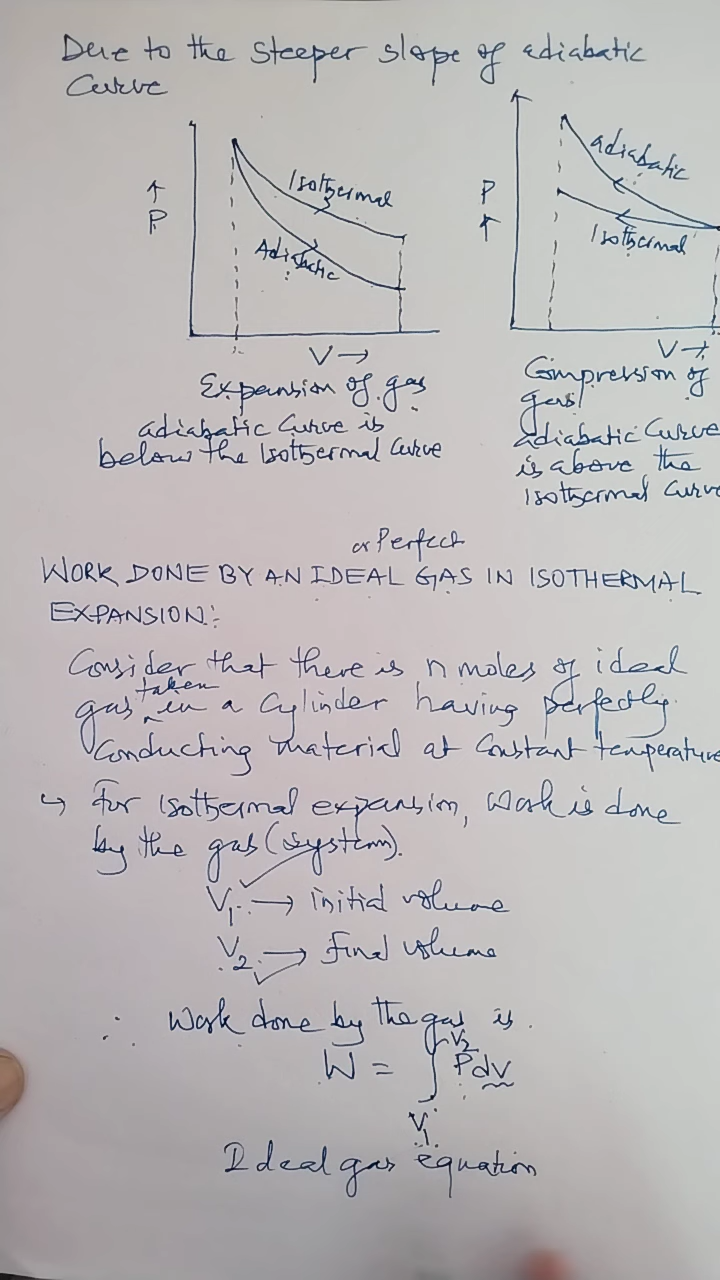 Due to the steeper slope of adiabatic
Curve
↑
P
Isothermal
Adiabatic
V→
Expansion of gas
adiabatic Curve is
below the Isothermal Curve
P
↑
adiabatic
Isothermal
V→
Compression of
gas/
adiabatic Curve
is above the
Isothermal Curve
or Perfect
WORK DONE BY AN IDEAL GAS IN ISOTHERMAL
EXPANSION:
Consider that there is n moles of ideal
gas taken in a Cylinder having perfectly
Conducting material at Constant temperature
↪ For Isothermal expansion, Work is done
by the gas (system).
V₁ → initial volume
V₂ → final volume
∴ Work done by the gas is
W = ∫ᵥ₁ⱽ² PdV
Ideal gas equation